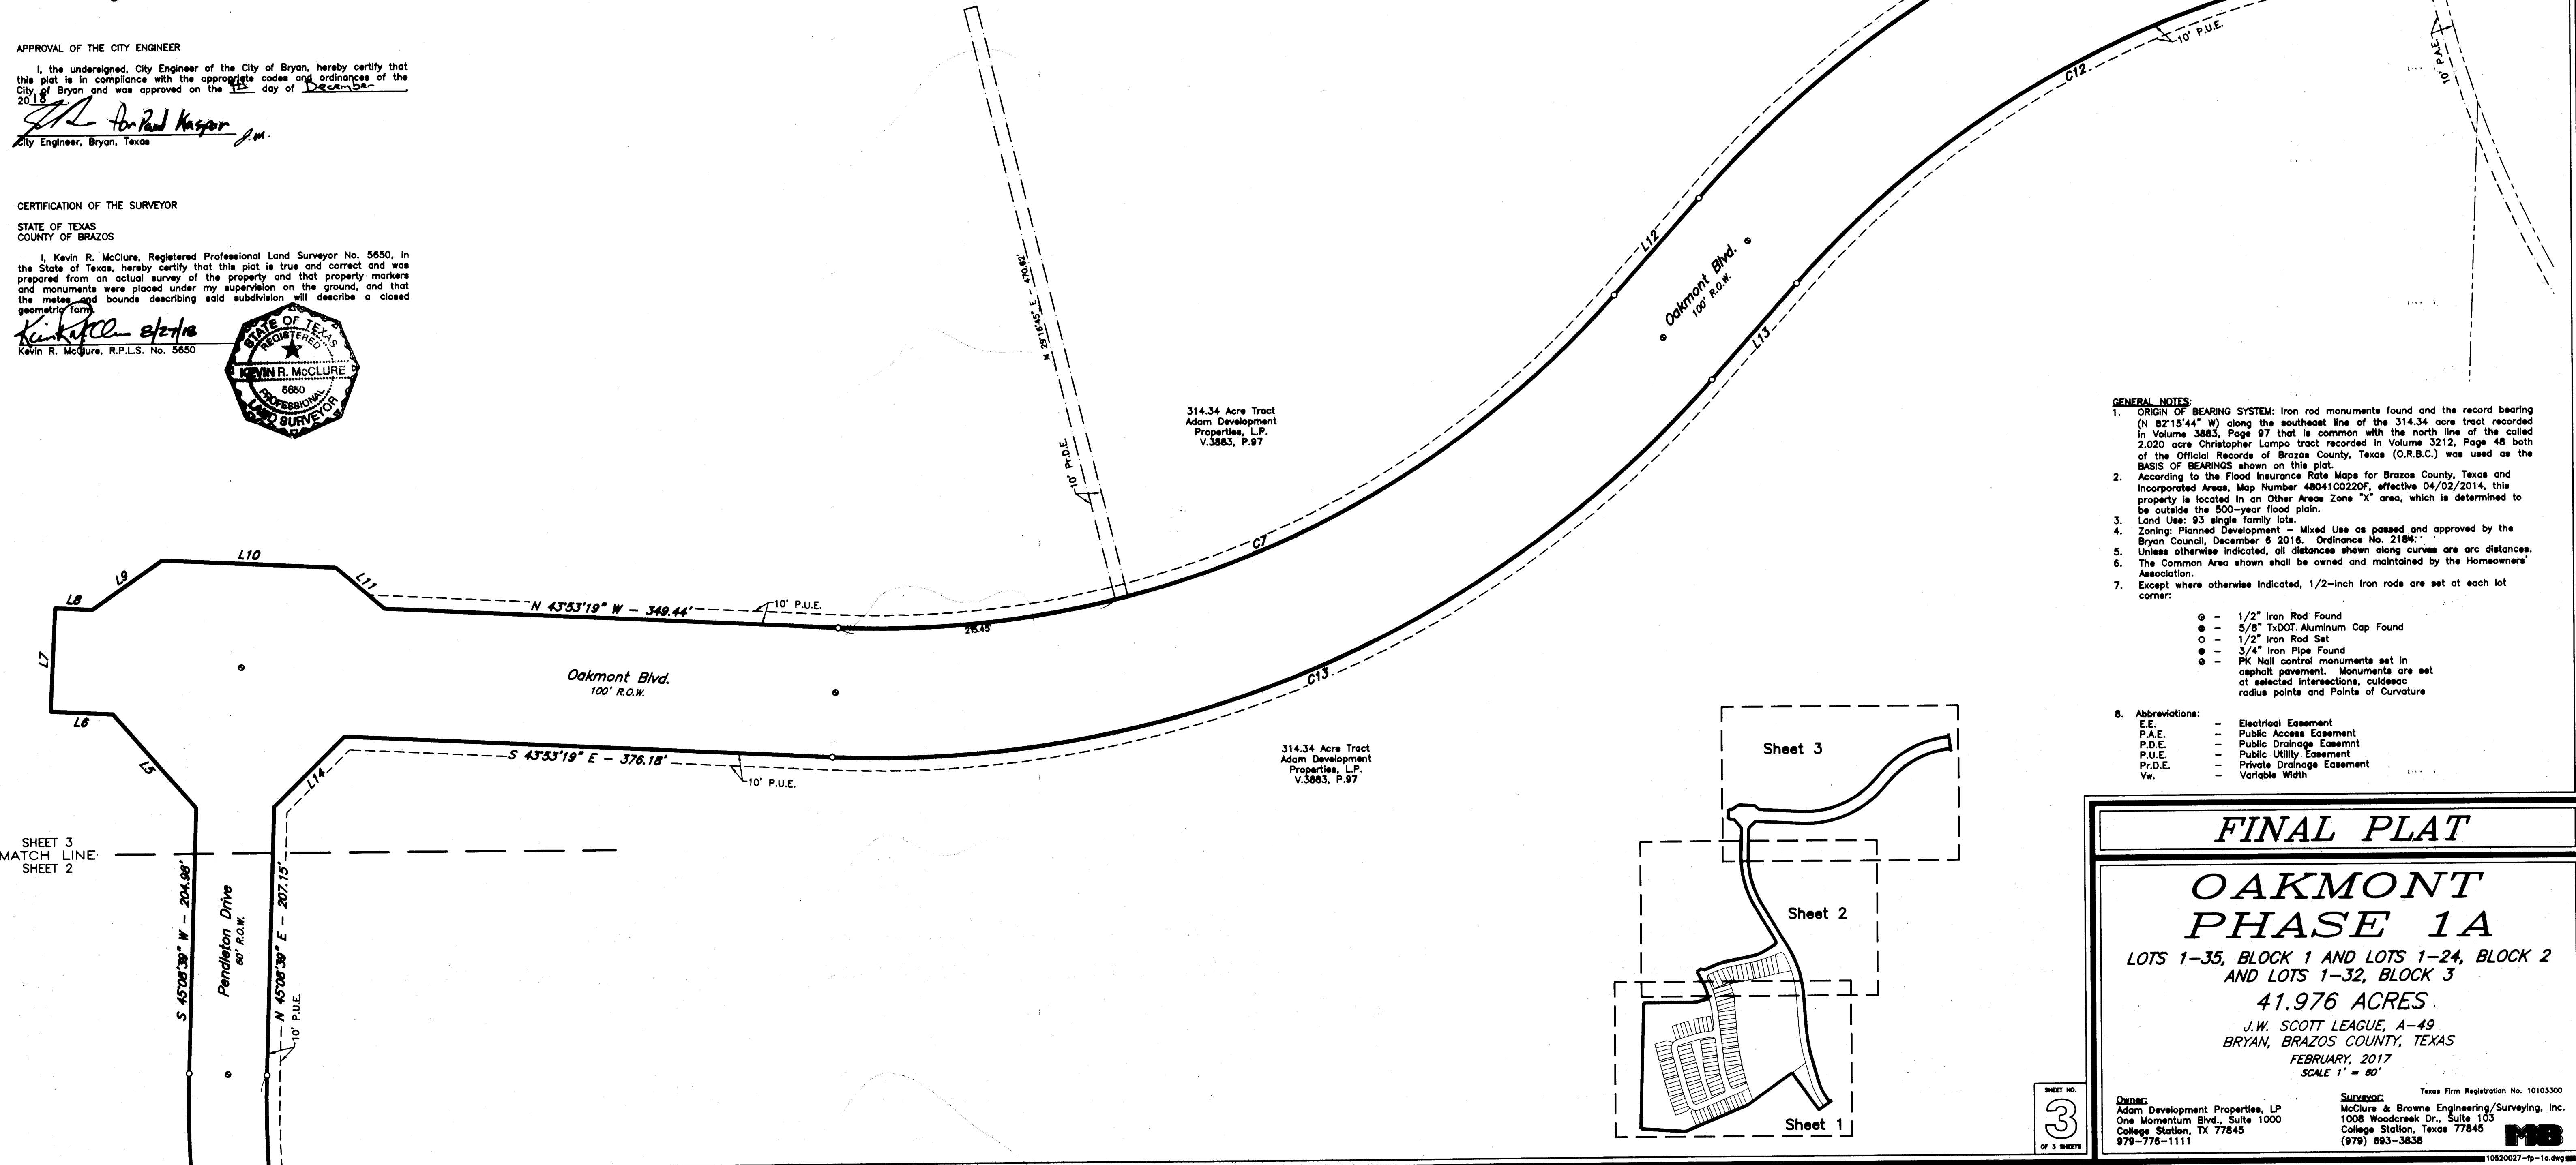 APPROVAL OF THE CITY ENGINEER
I, the undersigned, City Engineer of the City of Bryan, hereby certify that
this plat is in compliance with the appropriate codes and ordinances of the
City of Bryan and was approved on the day of December
2018
for Paul Kaspar J.M.
City Engineer, Bryan, Texas
CERTIFICATION OF THE SURVEYOR
STATE OF TEXAS
COUNTY OF BRAZOS
I, Kevin R. McClure, Registered Professional Land Surveyor No. 5650, in
the State of Texas, hereby certify that this plat is true and correct and was
prepared from an actual survey of the property and that property markers
and monuments were placed under my supervision on the ground, and that
the metes and bounds describing said subdivision will describe a closed
geometric form.
8/27/18
Kevin R. McClure, R.P.L.S. No. 5650
STATE OF TEXAS
REGISTERED
KEVIN R. McCLURE
5650
PROFESSIONAL
LAND SURVEYOR
N 29°16'45" E - 470.62'
10' Pr.D.E.
314.34 Acre Tract
Adam Development
Properties, L.P.
V.3883, P.97
L12
Oakmont Blvd.
100' R.O.W.
L13
C12
10' P.U.E.
10' P.A.E.
L10
L9
L11
L8
L7
L6
L5
L14
N 43°53'19" W - 349.44'
10' P.U.E.
215.45'
C7
Oakmont Blvd.
100' R.O.W.
C13
S 43°53'19" E - 376.18'
10' P.U.E.
314.34 Acre Tract
Adam Development
Properties, L.P.
V.3883, P.97
SHEET 3
MATCH LINE
SHEET 2
S 45°08'39" W - 204.98'
Pendleton Drive
60' R.O.W.
N 45°08'39" E - 207.15'
10' P.U.E.
Sheet 3
Sheet 2
Sheet 1
GENERAL NOTES:
1. ORIGIN OF BEARING SYSTEM: Iron rod monuments found and the record bearing
(N 82°15'44" W) along the southeast line of the 314.34 acre tract recorded
in Volume 3883, Page 97 that is common with the north line of the called
2.020 acre Christopher Lampo tract recorded in Volume 3212, Page 48 both
of the Official Records of Brazos County, Texas (O.R.B.C.) was used as the
BASIS OF BEARINGS shown on this plat.
2. According to the Flood Insurance Rate Maps for Brazos County, Texas and
Incorporated Areas, Map Number 48041C0220F, effective 04/02/2014, this
property is located in an Other Areas Zone "X" area, which is determined to
be outside the 500-year flood plain.
3. Land Use: 93 single family lots.
4. Zoning: Planned Development - Mixed Use as passed and approved by the
Bryan Council, December 6 2016. Ordinance No. 2184.
5. Unless otherwise indicated, all distances shown along curves are arc distances.
6. The Common Area shown shall be owned and maintained by the Homeowners'
Association.
7. Except where otherwise indicated, 1/2-inch iron rods are set at each lot
corner:
- 1/2" Iron Rod Found
- 5/8" TxDOT. Aluminum Cap Found
- 1/2" Iron Rod Set
- 3/4" Iron Pipe Found
- PK Nail control monuments set in
asphalt pavement. Monuments are set
at selected intersections, culdesac
radius points and Points of Curvature
8. Abbreviations:
E.E. - Electrical Easement
P.A.E. - Public Access Easement
P.D.E. - Public Drainage Easemnt
P.U.E. - Public Utility Easement
Pr.D.E. - Private Drainage Easement
Vw. - Variable Width
FINAL PLAT
OAKMONT
PHASE 1A
LOTS 1-35, BLOCK 1 AND LOTS 1-24, BLOCK 2
AND LOTS 1-32, BLOCK 3
41.976 ACRES
J.W. SCOTT LEAGUE, A-49
BRYAN, BRAZOS COUNTY, TEXAS
FEBRUARY, 2017
SCALE 1' = 60'
SHEET NO.
3
OF 3 SHEETS
Texas Firm Registration No. 10103300
Owner:
Adam Development Properties, LP
One Momentum Blvd., Suite 1000
College Station, TX 77845
979-776-1111
Surveyor:
McClure & Browne Engineering/Surveying, Inc.
1008 Woodcreek Dr., Suite 103
College Station, Texas 77845
(979) 693-3838
MB
10520027-fp-1a.dwg